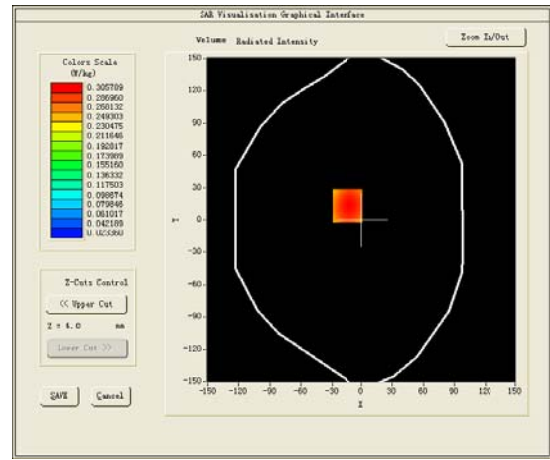 SAR Visualisation Graphical Interface
Volume Radiated Intensity
Zoom In/Out
Colors Scale
(W/kg)
0.305789
0.286960
0.268132
0.249303
0.230475
0.211646
0.192817
0.173989
0.155160
0.136332
0.117503
0.098674
0.079846
0.061017
0.042189
0.023360
Z-Cuts Control
<< Upper Cut
Z = 4.0 mm
Lower Cut >>
SAVE
Cancel
150
120
90
60
30
0
-30
-60
-90
-120
-150
Y
-150 -120 -90 -60 -30 0 30 60 90 120 150
X